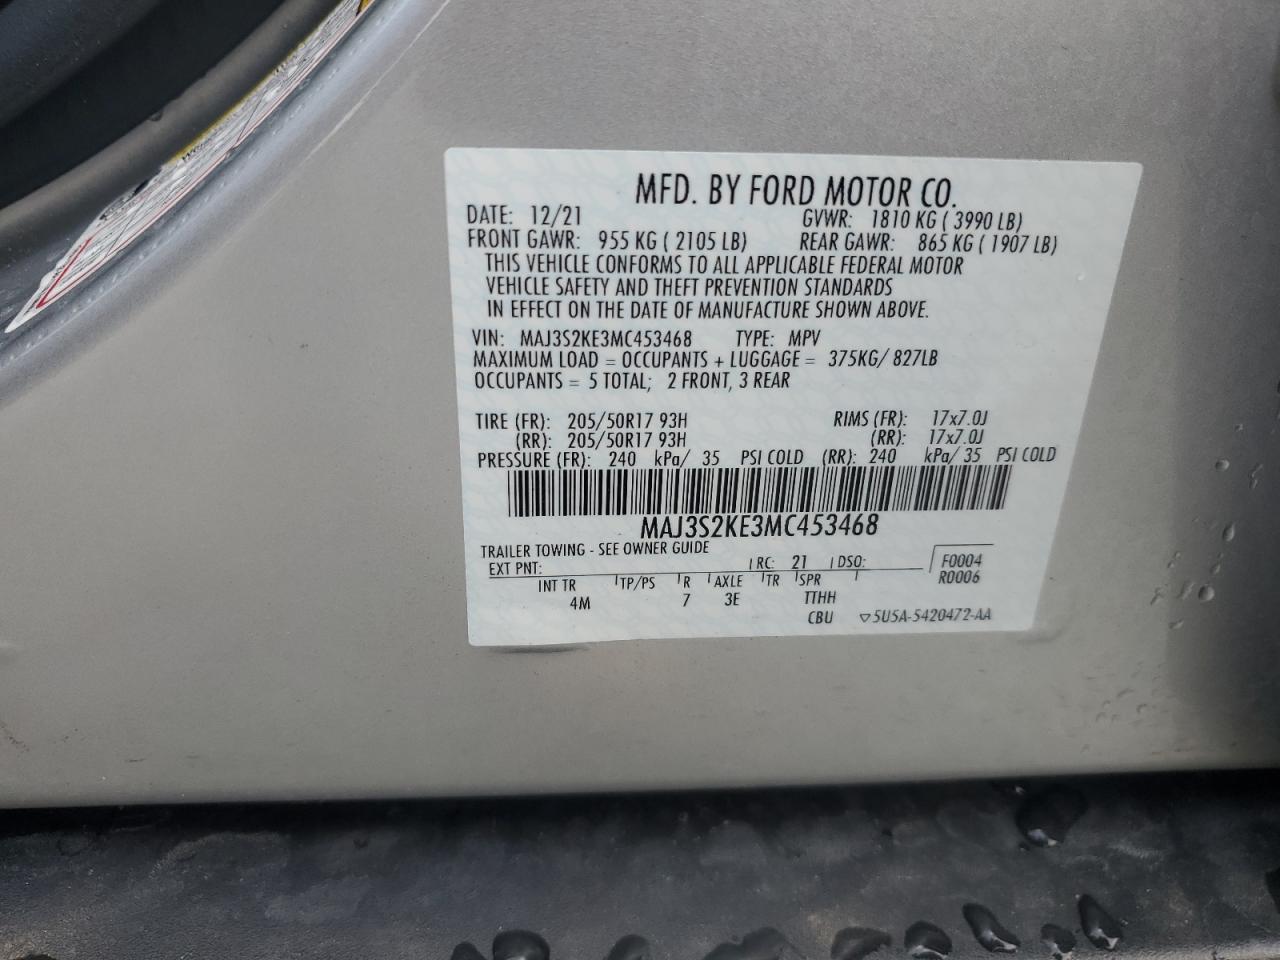 MFD. BY FORD MOTOR CO.
DATE: 12/21 GVWR: 1810 KG ( 3990 LB)
FRONT GAWR: 955 KG ( 2105 LB) REAR GAWR: 865 KG ( 1907 LB)
THIS VEHICLE CONFORMS TO ALL APPLICABLE FEDERAL MOTOR
VEHICLE SAFETY AND THEFT PREVENTION STANDARDS
IN EFFECT ON THE DATE OF MANUFACTURE SHOWN ABOVE.
VIN: MAJ3S2KE3MC453468 TYPE: MPV
MAXIMUM LOAD = OCCUPANTS + LUGGAGE = 375KG/ 827LB
OCCUPANTS = 5 TOTAL; 2 FRONT, 3 REAR
TIRE (FR): 205/50R17 93H RIMS (FR): 17x7.0J
(RR): 205/50R17 93H (RR): 17x7.0J
PRESSURE (FR): 240 kPa/ 35 PSI COLD (RR): 240 kPa/ 35 PSI COLD
MAJ3S2KE3MC453468
TRAILER TOWING - SEE OWNER GUIDE
EXT PNT: RC: 21 DSO: F0004
R0006
INT TR TP/PS R AXLE TR SPR
4M 7 3E TTHH
CBU ▽5U5A-5420472-AA